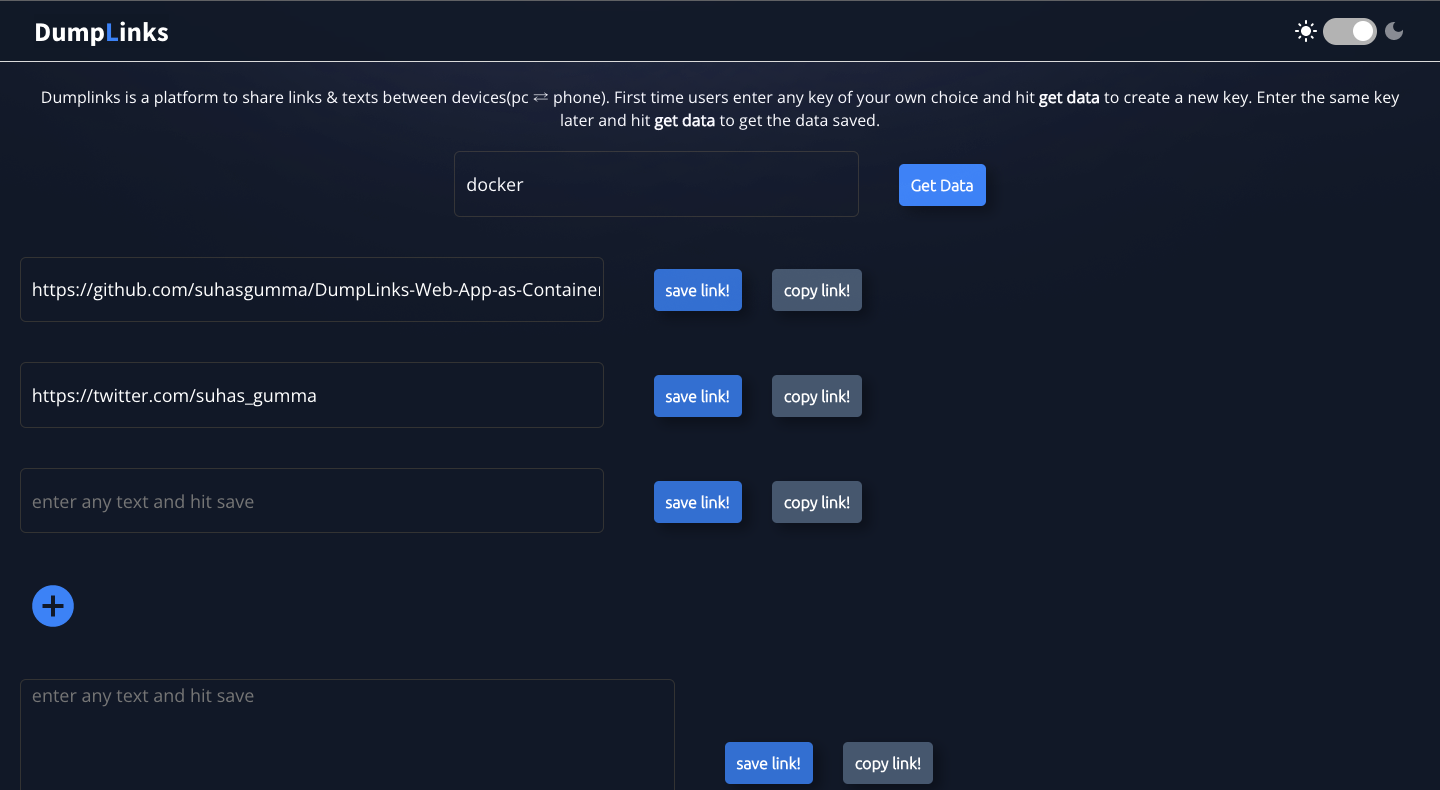 DumpLinks
Dumplinks is a platform to share links & texts between devices(pc ⇄ phone). First time users enter any key of your own choice and hit get data to create a new key. Enter the same key
later and hit get data to get the data saved.
docker
Get Data
https://github.com/suhasgumma/DumpLinks-Web-App-as-Container
save link!
copy link!
https://twitter.com/suhas_gumma
save link!
copy link!
enter any text and hit save
save link!
copy link!
enter any text and hit save
save link!
copy link!